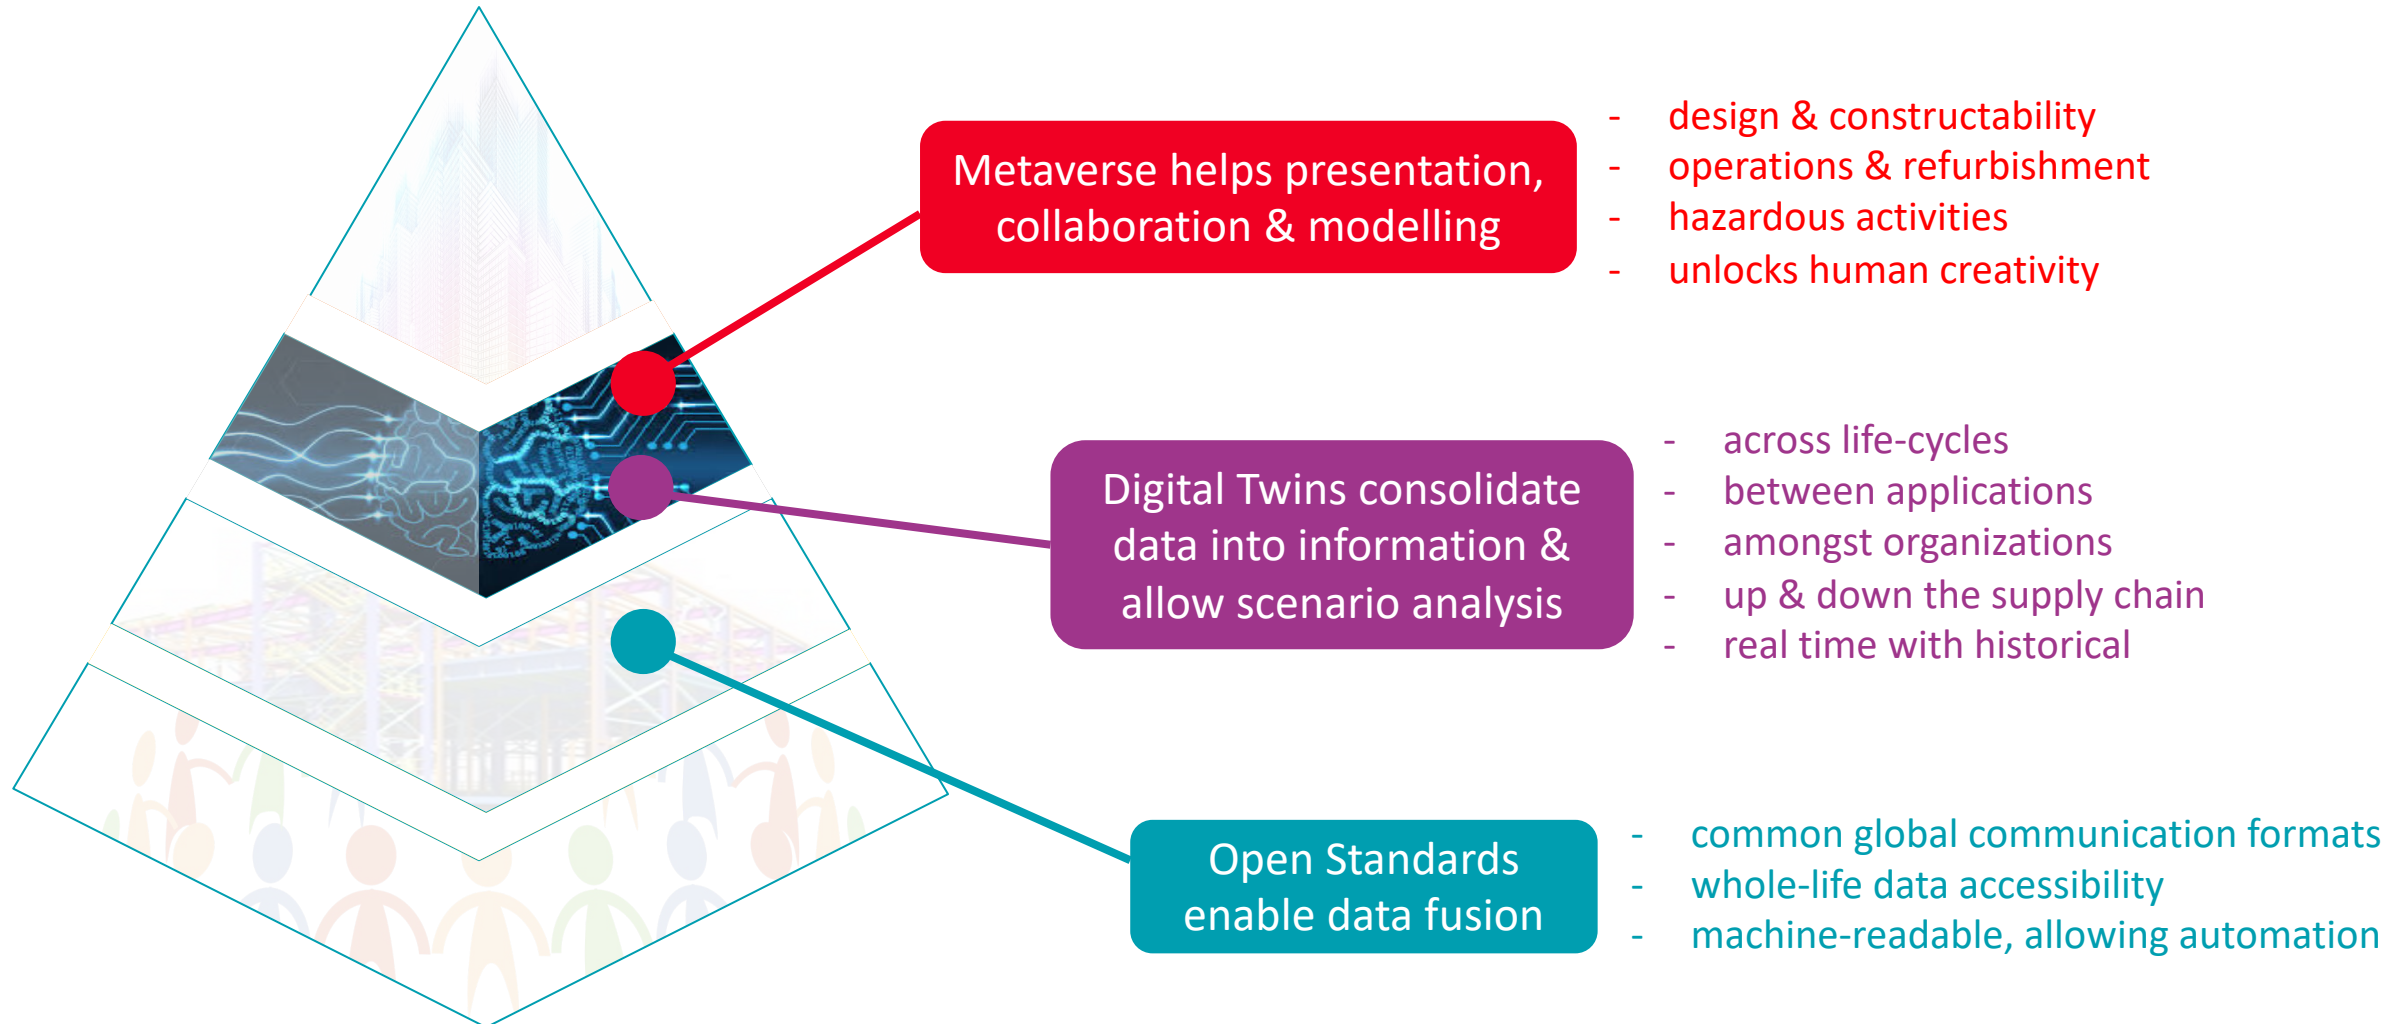 Metaverse helps presentation,
collaboration & modelling
- design & constructability
- operations & refurbishment
- hazardous activities
- unlocks human creativity
Digital Twins consolidate
data into information &
allow scenario analysis
- across life-cycles
- between applications
- amongst organizations
- up & down the supply chain
- real time with historical
Open Standards
enable data fusion
- common global communication formats
- whole-life data accessibility
- machine-readable, allowing automation